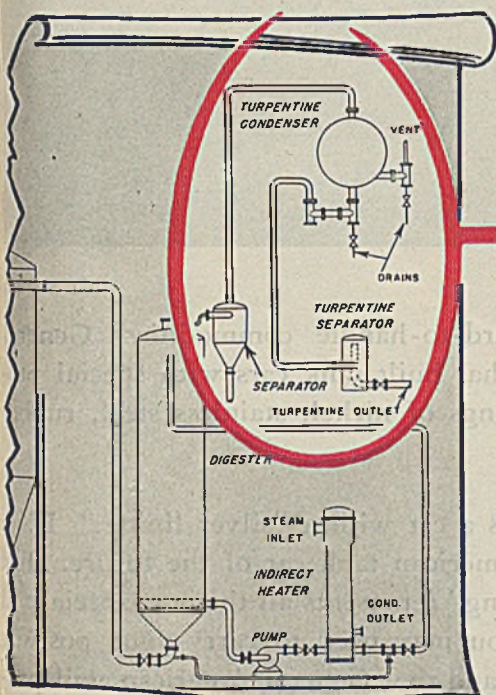 TURPENTINE
CONDENSER
VENT
DRAINS
TURPENTINE
SEPARATOR
SEPARATOR
TURPENTINE OUTLET
DIGESTER
STEAM
INLET
INDIRECT
HEATER
COND.
OUTLET
PUMP